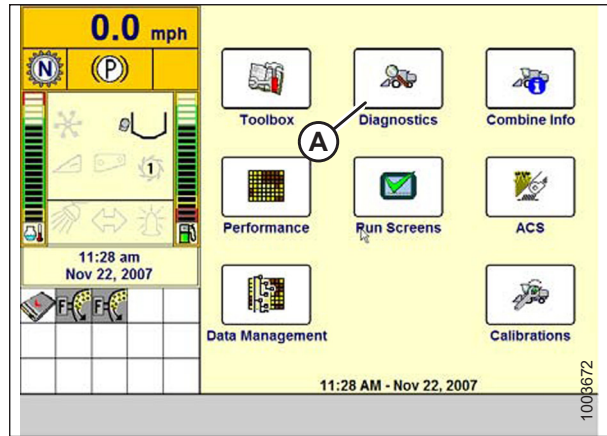 0.0 mph
N
(P)
1
11:28 am
Nov 22, 2007
F
F
Toolbox
Diagnostics
Combine Info
A
Performance
Run Screens
ACS
Data Management
Calibrations
11:28 AM - Nov 22, 2007
1003672